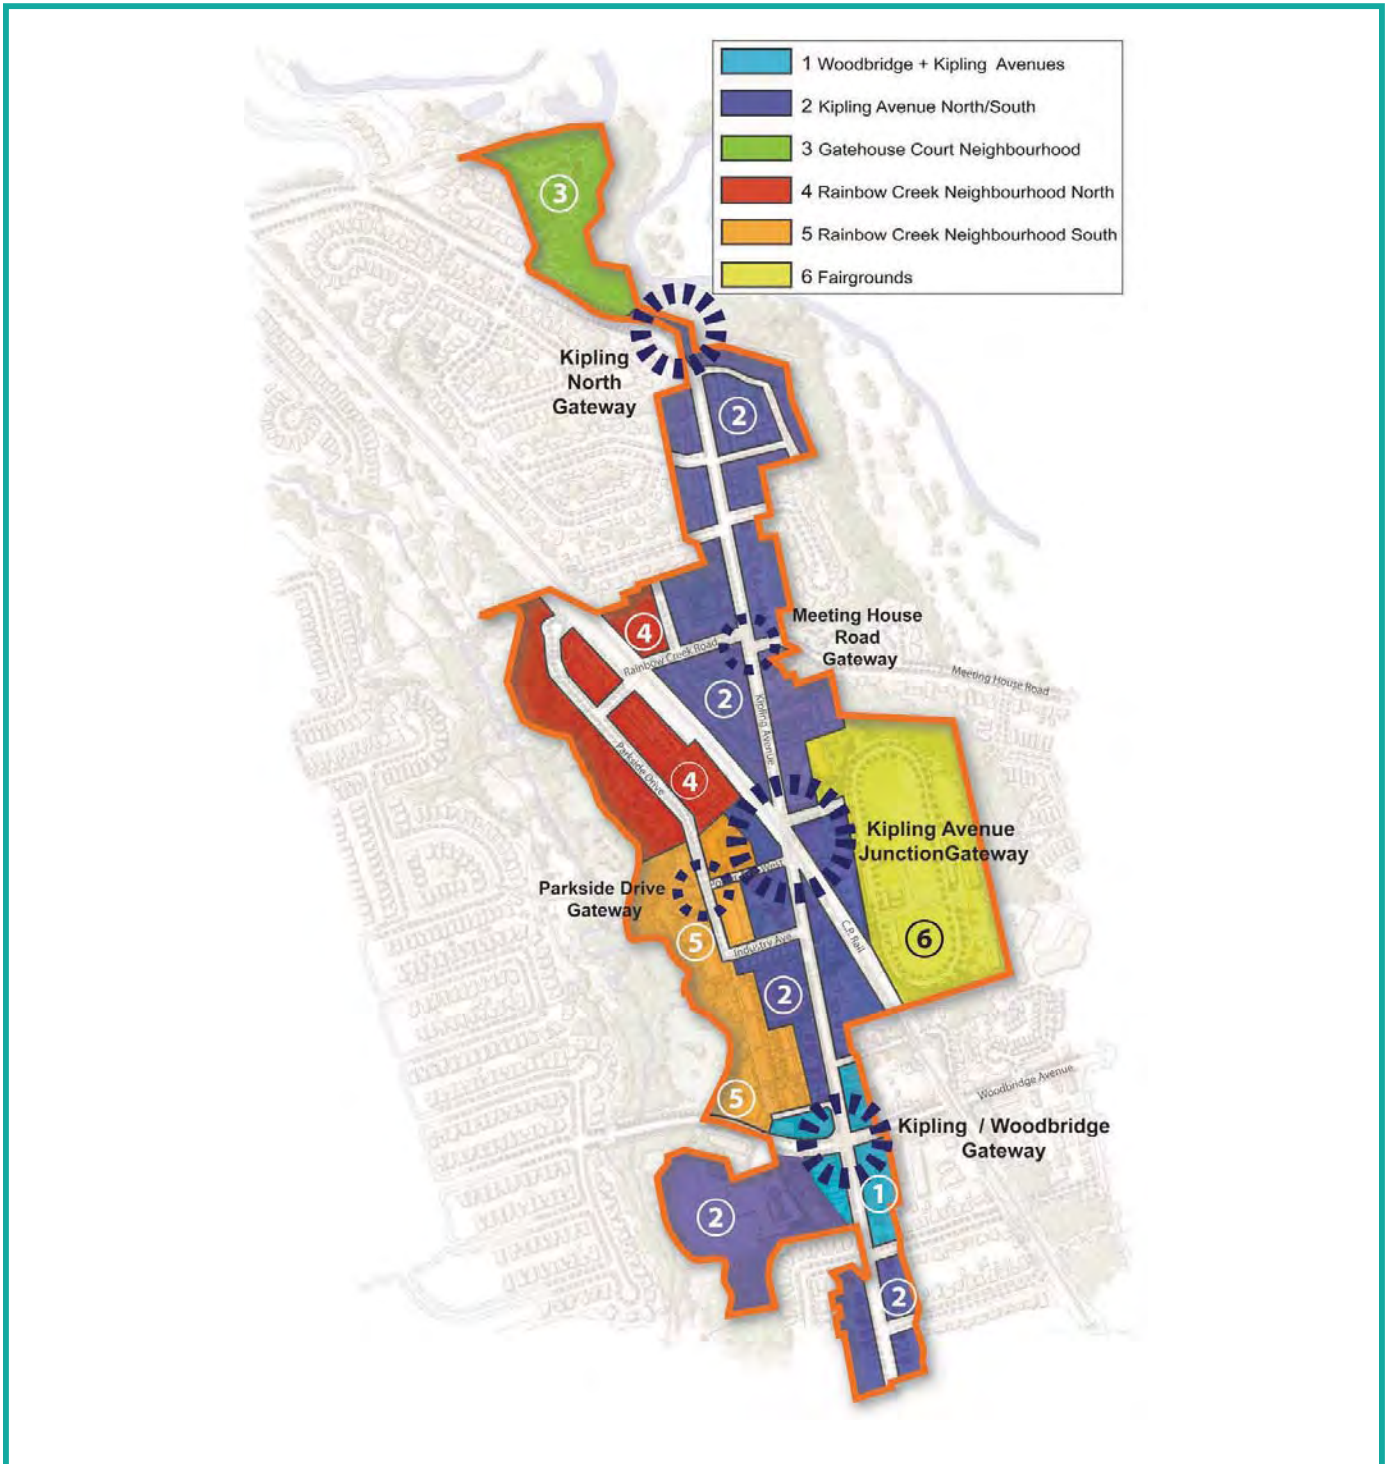 1 Woodbridge + Kipling Avenues
2 Kipling Avenue North/South
3 Gatehouse Court Neighbourhood
4 Rainbow Creek Neighbourhood North
5 Rainbow Creek Neighbourhood South
6 Fairgrounds
3
Kipling
North
Gateway
2
Meeting House
Road
Gateway
4
Rainbow Creek Road
Meeting House Road
2
Kipling Avenue
Parkside Drive
4
Kipling Avenue
JunctionGateway
Parkside Drive
Gateway
5
Industry Ave
C.P. Rail
6
2
Woodbridge Avenue
5
Kipling / Woodbridge
Gateway
1
2
2